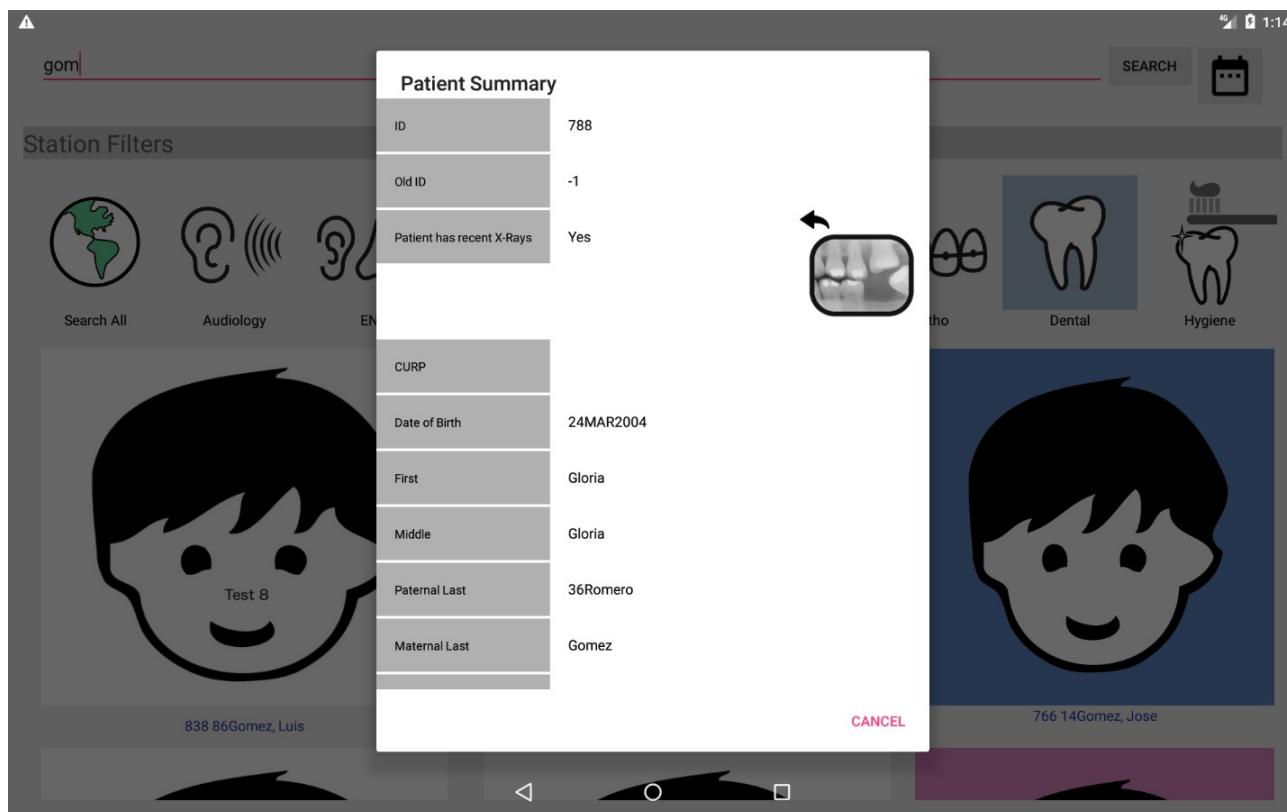 4G 1:14
gom
SEARCH
Station Filters
Search All
Audiology
EN
tho
Dental
Hygiene
Patient Summary
ID 788
Old ID -1
Patient has recent X-Rays Yes
CURP
Date of Birth 24MAR2004
First Gloria
Middle Gloria
Paternal Last 36Romero
Maternal Last Gomez
CANCEL
Test 8
838 86Gomez, Luis
766 14Gomez, Jose